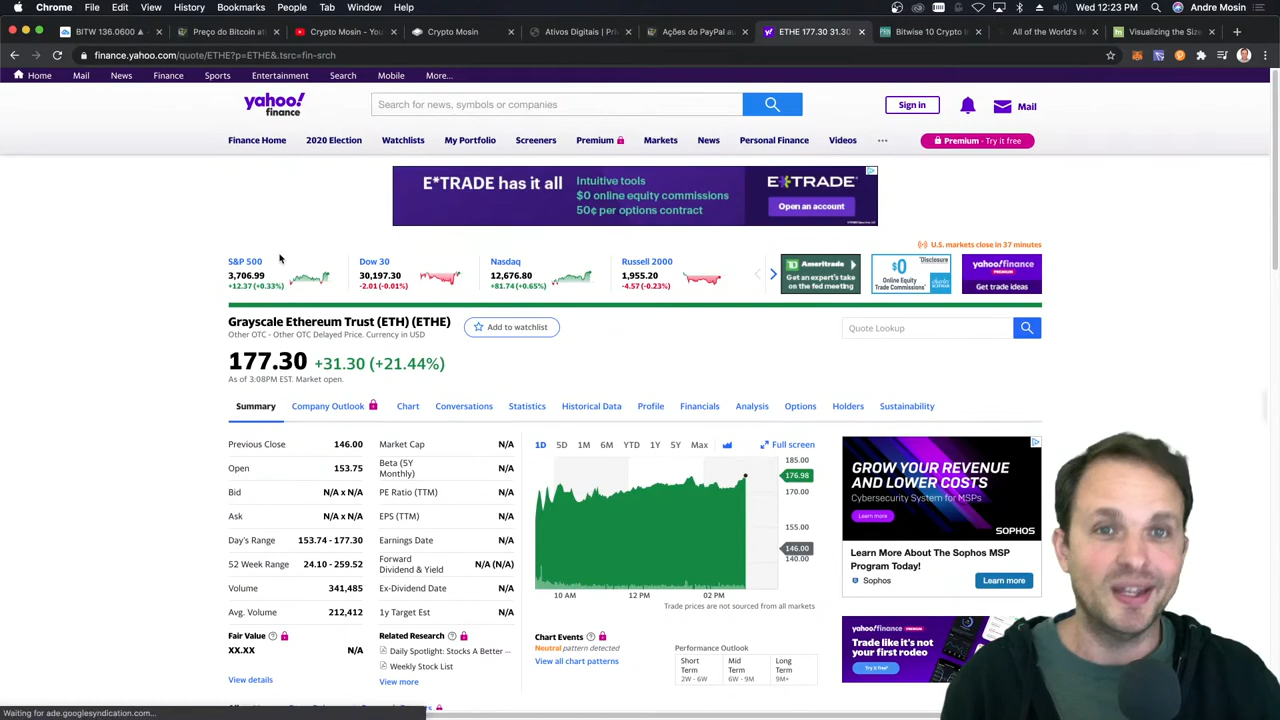 Chrome File Edit View History Bookmarks People Tab Window Help
Wed 16 Dec 12:23 PM Andre Mosin
BITW 136.0600
Preço do Bitcoin at
Crypto Mosin - You
Crypto Mosin
Ativos Digitais | Pri
Ações do PayPal au
ETHE 177.30 31.30
Bitwise 10 Crypto I
All of the World's M
Visualizing the Size
finance.yahoo.com/quote/ETHE?p=ETHE&.tsrc=fin-srch
Home Mail News Finance Sports Entertainment Search Mobile More...
yahoo!
finance
Search for news, symbols or companies
Sign in
Mail
Finance Home 2020 Election Watchlists My Portfolio Screeners Premium Markets News Personal Finance Videos ...
Premium - Try it free
E*TRADE has it all
Intuitive tools
$0 online equity commissions
50¢ per options contract
E*TRADE
Open an account
U.S. markets close in 37 minutes
S&P 500
3,706.99
+12.37 (+0.33%)
Dow 30
30,197.30
-2.01 (-0.01%)
Nasdaq
12,676.80
+81.74 (+0.65%)
Russell 2000
1,955.20
-4.57 (-0.23%)
Ameritrade
Get an expert's take
on the fed meeting
Disclosure
$0
Online Equity
Trade Commissions
yahoo!finance
PREMIUM
Get trade ideas
Grayscale Ethereum Trust (ETH) (ETHE)
Other OTC - Other OTC Delayed Price. Currency in USD
Add to watchlist
Quote Lookup
177.30 +31.30 (+21.44%)
As of 3:08PM EST. Market open.
Summary Company Outlook Chart Conversations Statistics Historical Data Profile Financials Analysis Options Holders Sustainability
Previous Close 146.00
Open 153.75
Bid N/A x N/A
Ask N/A x N/A
Day's Range 153.74 - 177.30
52 Week Range 24.10 - 259.52
Volume 341,485
Avg. Volume 212,412
Market Cap N/A
Beta (5Y
Monthly) N/A
PE Ratio (TTM) N/A
EPS (TTM) N/A
Earnings Date N/A
Forward
Dividend & Yield N/A (N/A)
Ex-Dividend Date N/A
1y Target Est N/A
Fair Value
XX.XX N/A
View details
Related Research
Daily Spotlight: Stocks A Better ...
Weekly Stock List
View more
1D 5D 1M 6M YTD 1Y 5Y Max Full screen
185.00
176.98
170.00
155.00
146.00
140.00
10 AM 12 PM 02 PM
Trade prices are not sourced from all markets
Chart Events
Neutral pattern detected
View all chart patterns
Performance Outlook
Short
Term
2W - 6W
Mid
Term
6W - 9M
Long
Term
9M+
GROW YOUR REVENUE
AND LOWER COSTS
Cybersecurity System for MSPs
Learn more
SOPHOS
Learn More About The Sophos MSP
Program Today!
Sophos
Learn more
yahoo!finance PREMIUM
Trade like it's not
your first rodeo
Try it free
Waiting for ade.googlesyndication.com...